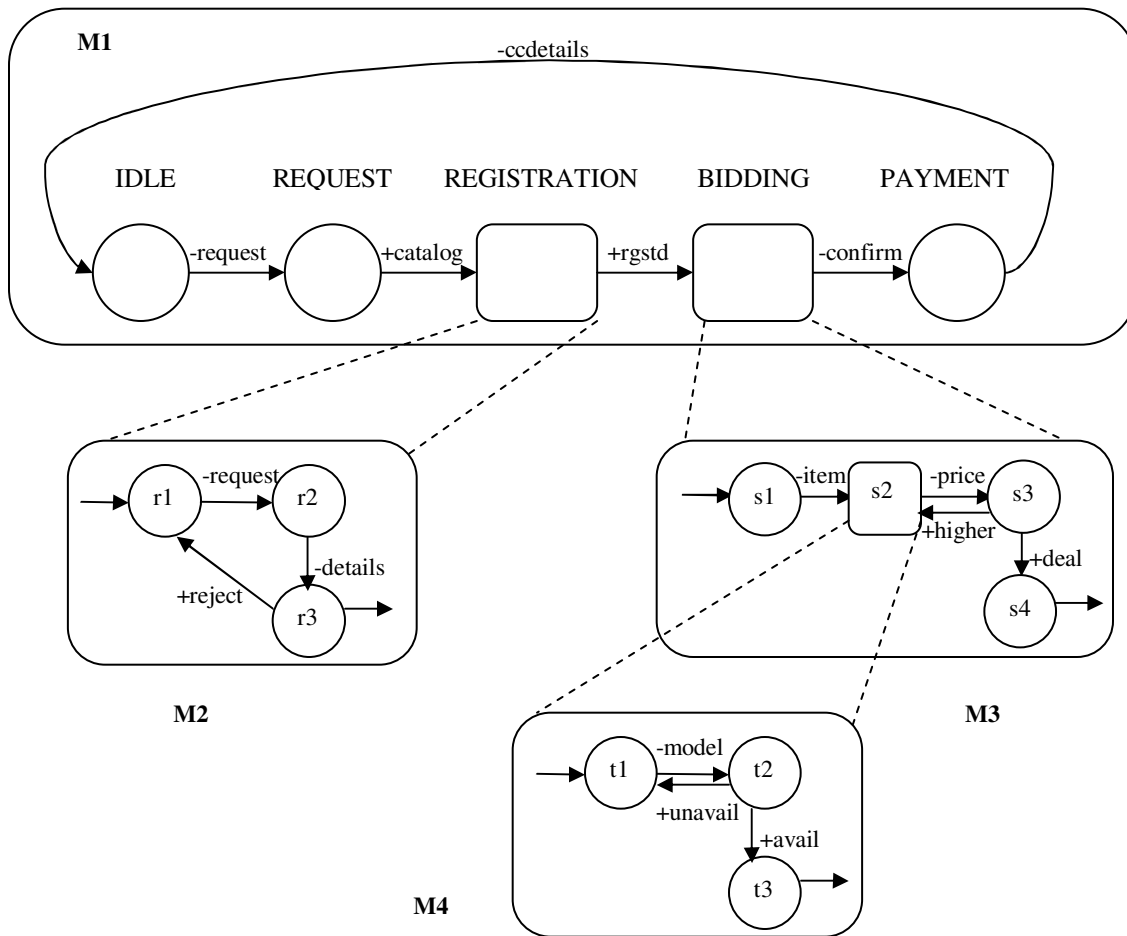 M1
-ccdetails
IDLE REQUEST REGISTRATION BIDDING PAYMENT
-request +catalog +rgstd -confirm
r1 -request r2
-details
+reject
r3
s1 -item s2 -price s3
+higher
+deal
s4
M2 M3
t1 -model t2
+unavail
+avail
t3
M4